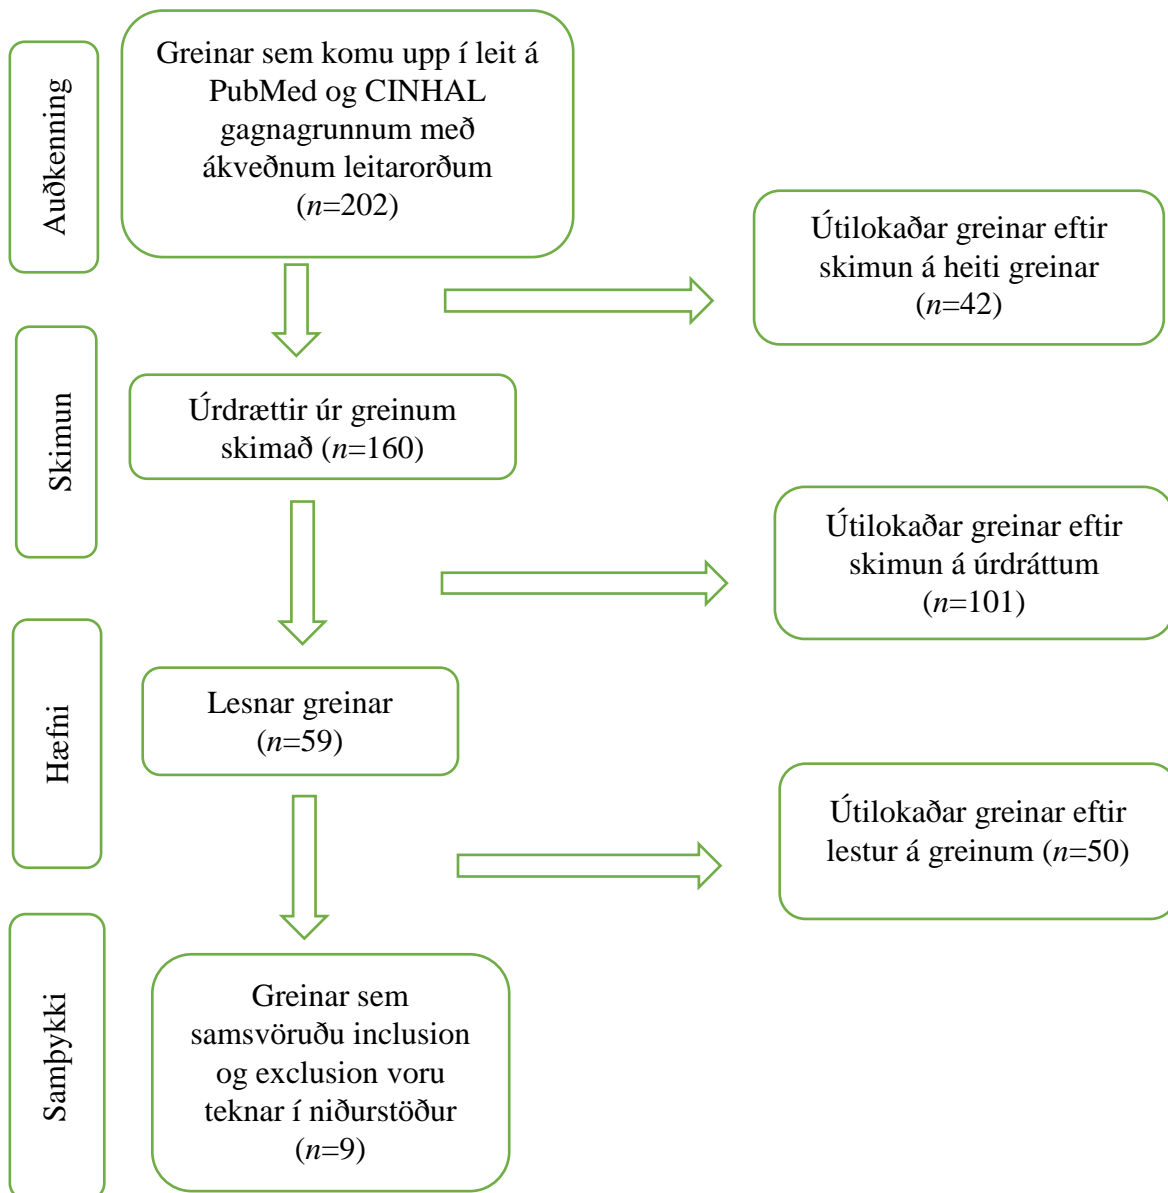 Auðkenning
Greinar sem komu upp í leit á
PubMed og CINHAL
gagnagrunnum með
ákveðnum leitarorðum
(n=202)
Útilokaðar greinar eftir
skimun á heiti greinar
(n=42)
Skimun
Úrdrættir úr greinum
skimað (n=160)
Útilokaðar greinar eftir
skimun á úrdráttum
(n=101)
Hæfni
Lesnar greinar
(n=59)
Útilokaðar greinar eftir
lestur á greinum (n=50)
Samþykki
Greinar sem
samsvöruðu inclusion
og exclusion voru
teknar í niðurstöður
(n=9)